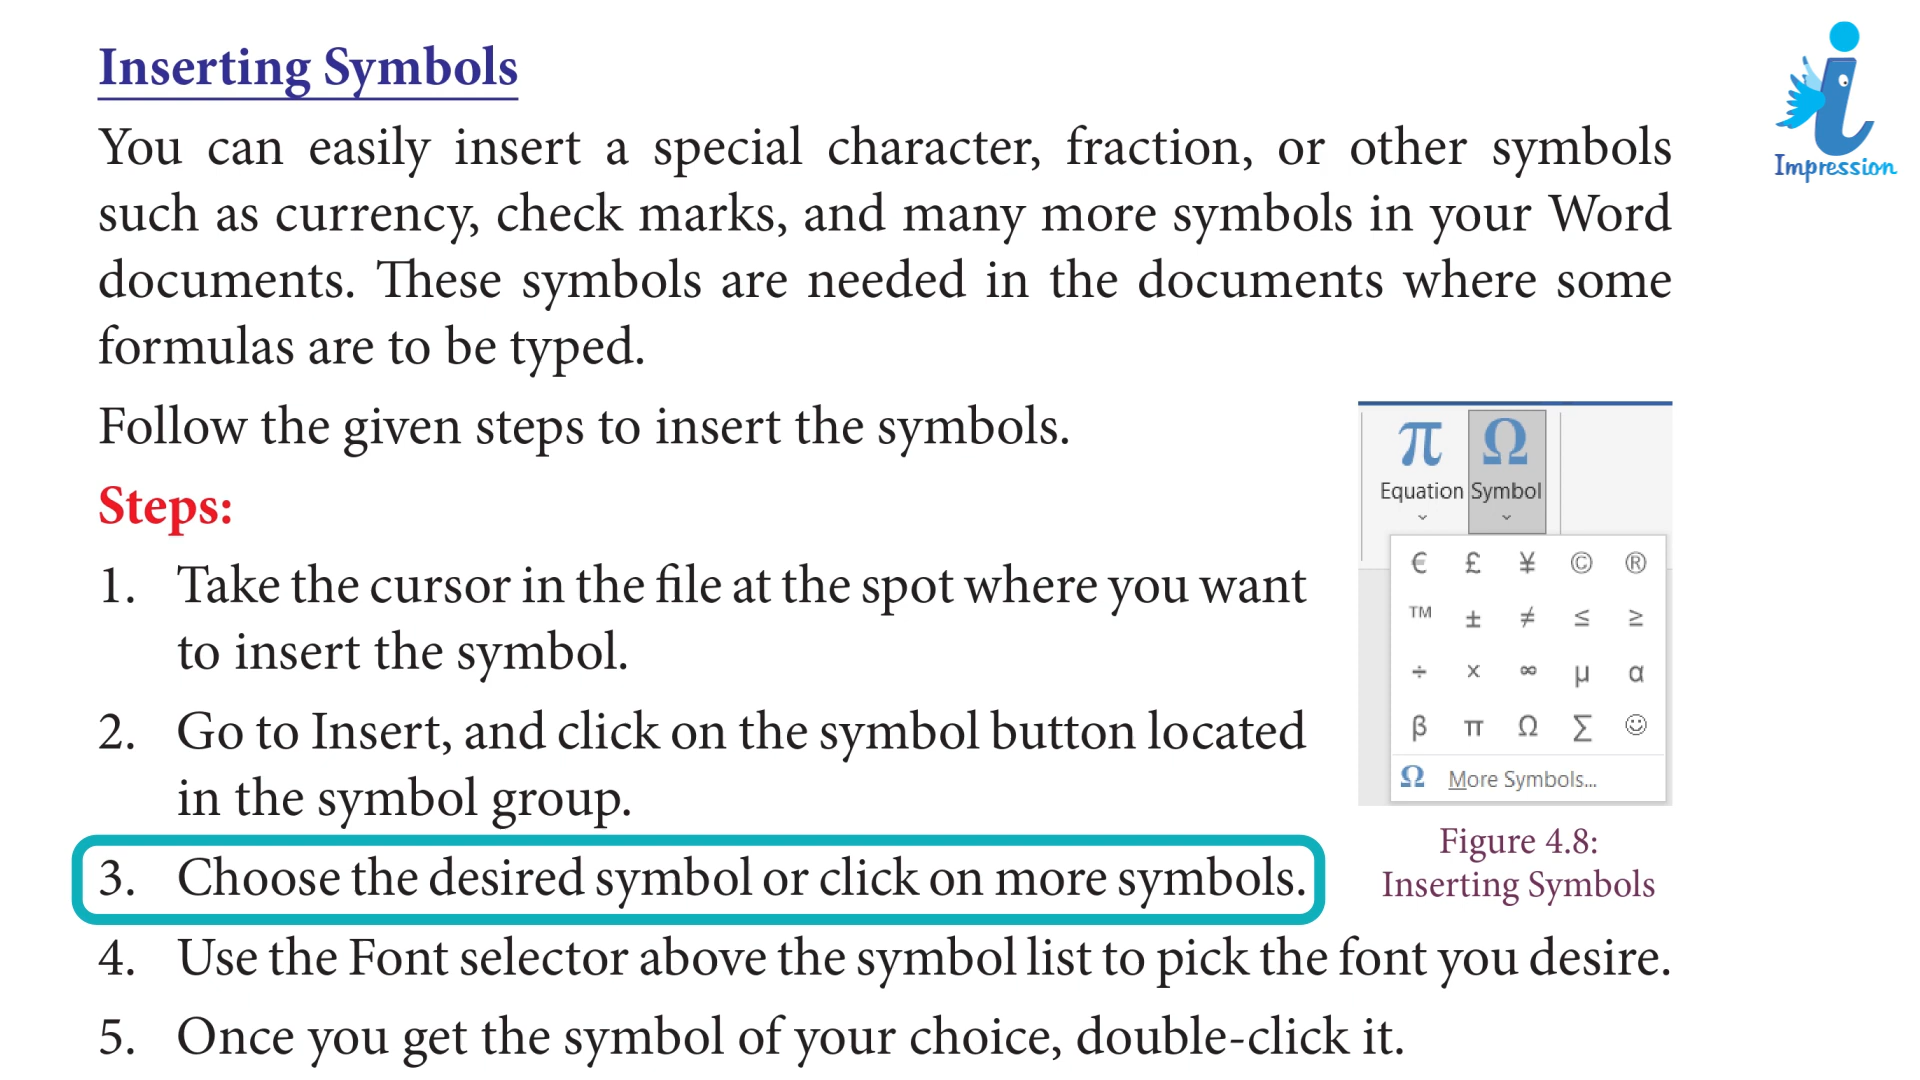 Inserting Symbols
Impression
You can easily insert a special character, fraction, or other symbols
such as currency, check marks, and many more symbols in your Word
documents. These symbols are needed in the documents where some
formulas are to be typed.
Follow the given steps to insert the symbols.
Steps:
1. Take the cursor in the file at the spot where you want
to insert the symbol.
2. Go to Insert, and click on the symbol button located
in the symbol group.
3. Choose the desired symbol or click on more symbols.
4. Use the Font selector above the symbol list to pick the font you desire.
5. Once you get the symbol of your choice, double-click it.
π Ω
Equation Symbol
€ £ ¥ © ®
™ ± ≠ ≤ ≥
÷ × ∞ µ α
β π Ω ∑ ☺
Ω More Symbols...
Figure 4.8:
Inserting Symbols